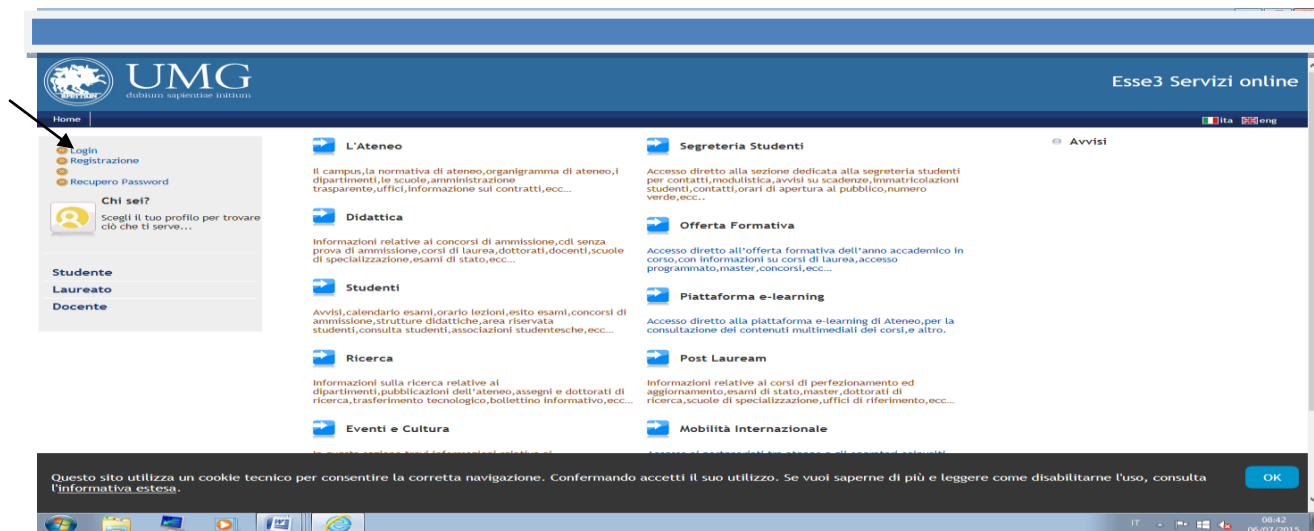 UMG
dubium sapientiae initium
Esse3 Servizi online
Home
ita eng
Login
Registrazione
Recupero Password
Chi sei?
Scegli il tuo profilo per trovare
ciò che ti serve...
Studente
Laureato
Docente
L'Ateneo
Il campus,la normativa di ateneo,organigramma di ateneo,i
dipartimenti,le scuole,amministrazione
trasparente,uffici,informazione sui contratti,ecc...
Didattica
Informazioni relative ai concorsi di ammissione,cdl senza
prova di ammissione,corsi di laurea,dottorati,docenti,scuole
di specializzazione,esami di stato,ecc...
Studenti
Avvisi,calendario esami,orario lezioni,esito esami,concorsi di
ammissione,strutture didattiche,area riservata
studenti,consulta studenti,associazioni studentesche,ecc...
Ricerca
Informazioni sulla ricerca relative ai
dipartimenti,pubblicazioni dell'ateneo,assegni e dottorati di
ricerca,trasferimento tecnologico,bollettino informativo,ecc...
Eventi e Cultura
Segreteria Studenti
Accesso diretto alla sezione dedicata alla segreteria studenti
per contatti,modulistica,avvisi su scadenze,immatricolazioni
studenti,contatti,orari di apertura al pubblico,numero
verde,ecc..
Offerta Formativa
Accesso diretto all'offerta formativa dell'anno accademico in
corso,con informazioni su corsi di laurea,accesso
programmato,master,concorsi,ecc...
Piattaforma e-learning
Accesso diretto alla piattaforma e-learning di Ateneo,per la
consultazione dei contenuti multimediali dei corsi,e altro.
Post Lauream
Informazioni relative ai corsi di perfezionamento ed
aggiornamento,esami di stato,master,dottorati di
ricerca,scuole di specializzazione,uffici di riferimento,ecc...
Mobilità Internazionale
Avvisi
Questo sito utilizza un cookie tecnico per consentire la corretta navigazione. Confermando accetti il suo utilizzo. Se vuoi saperne di più e leggere come disabilitarne l'uso, consulta
l'informativa estesa.
OK
IT
08:42
06/07/2015